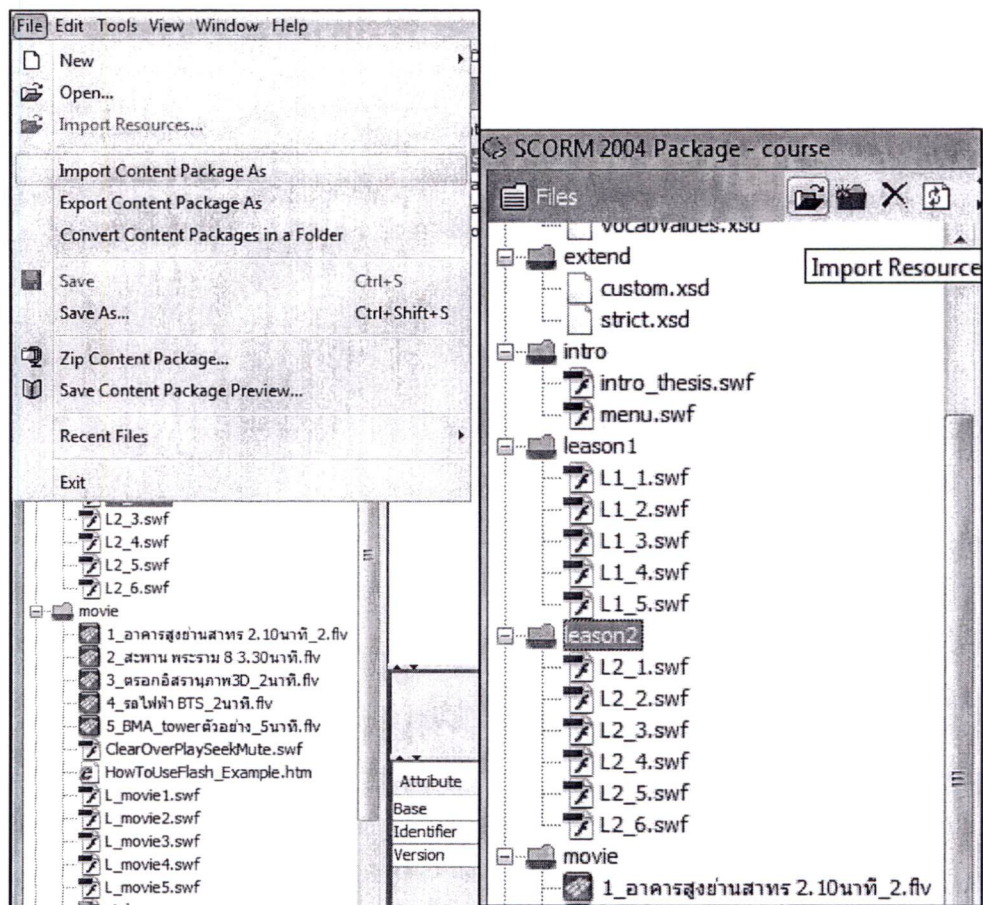 File Edit Tools View Window Help
New
Open...
Import Resources...
Import Content Package As
Export Content Package As
Convert Content Packages in a Folder
Save Ctrl+S
Save As... Ctrl+Shift+S
Zip Content Package...
Save Content Package Preview...
Recent Files
Exit
L2_3.swf
L2_4.swf
L2_5.swf
L2_6.swf
movie
1_อาคารสูงย่านสาทร 2.10นาที_2.flv
2_สะพาน พระราม 8 3.30นาที.flv
3_ตรอกอิสรานุภาพ3D_2นาที.flv
4_รถไฟฟ้า BTS_2นาที.flv
5_BMA_towerตัวอย่าง_5นาที.flv
ClearOverPlaySeekMute.swf
HowToUseFlash_Example.htm
L_movie1.swf
L_movie2.swf
L_movie3.swf
L_movie4.swf
L_movie5.swf
Attribute
Base
Identifier
Version
SCORM 2004 Package - course
Files
vocabValues.xsd
Import Resource
extend
custom.xsd
strict.xsd
intro
intro_thesis.swf
menu.swf
leason1
L1_1.swf
L1_2.swf
L1_3.swf
L1_4.swf
L1_5.swf
leason2
L2_1.swf
L2_2.swf
L2_3.swf
L2_4.swf
L2_5.swf
L2_6.swf
movie
1_อาคารสูงย่านสาทร 2.10นาที_2.flv